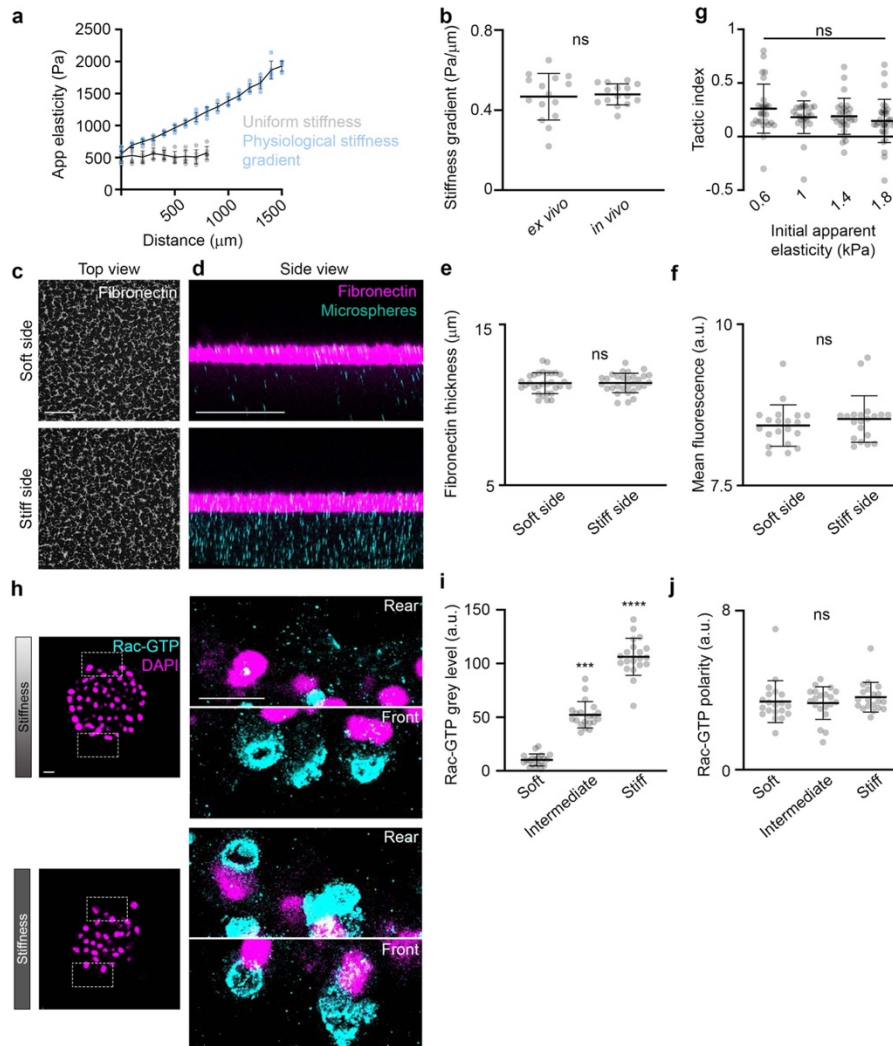 a
App elasticity (Pa)
2500
2000
1500
1000
500
0
500
1000
1500
Distance (μm)
Uniform stiffness
Physiological stiffness
gradient
b
Stiffness gradient (Pa/μm)
0.8
0.4
0
ns
ex vivo
in vivo
g
Tactic index
1.0
0.5
0
-0.5
ns
0.6
1
1.4
1.8
Initial apparent
elasticity (kPa)
c
Top view
Fibronectin
Soft side
Stiff side
d
Side view
Fibronectin
Microspheres
e
Fibronectin thickness (μm)
15
5
ns
Soft side
Stiff side
f
Mean fluorescence (a.u.)
10
7.5
ns
Soft side
Stiff side
h
Stiffness
Rac-GTP
DAPI
Rear
Front
Stiffness
Rear
Front
i
Rac-GTP grey level (a.u.)
150
100
50
0
***
****
Soft
Intermediate
Stiff
j
Rac-GTP polarity (a.u.)
8
4
0
ns
Soft
Intermediate
Stiff